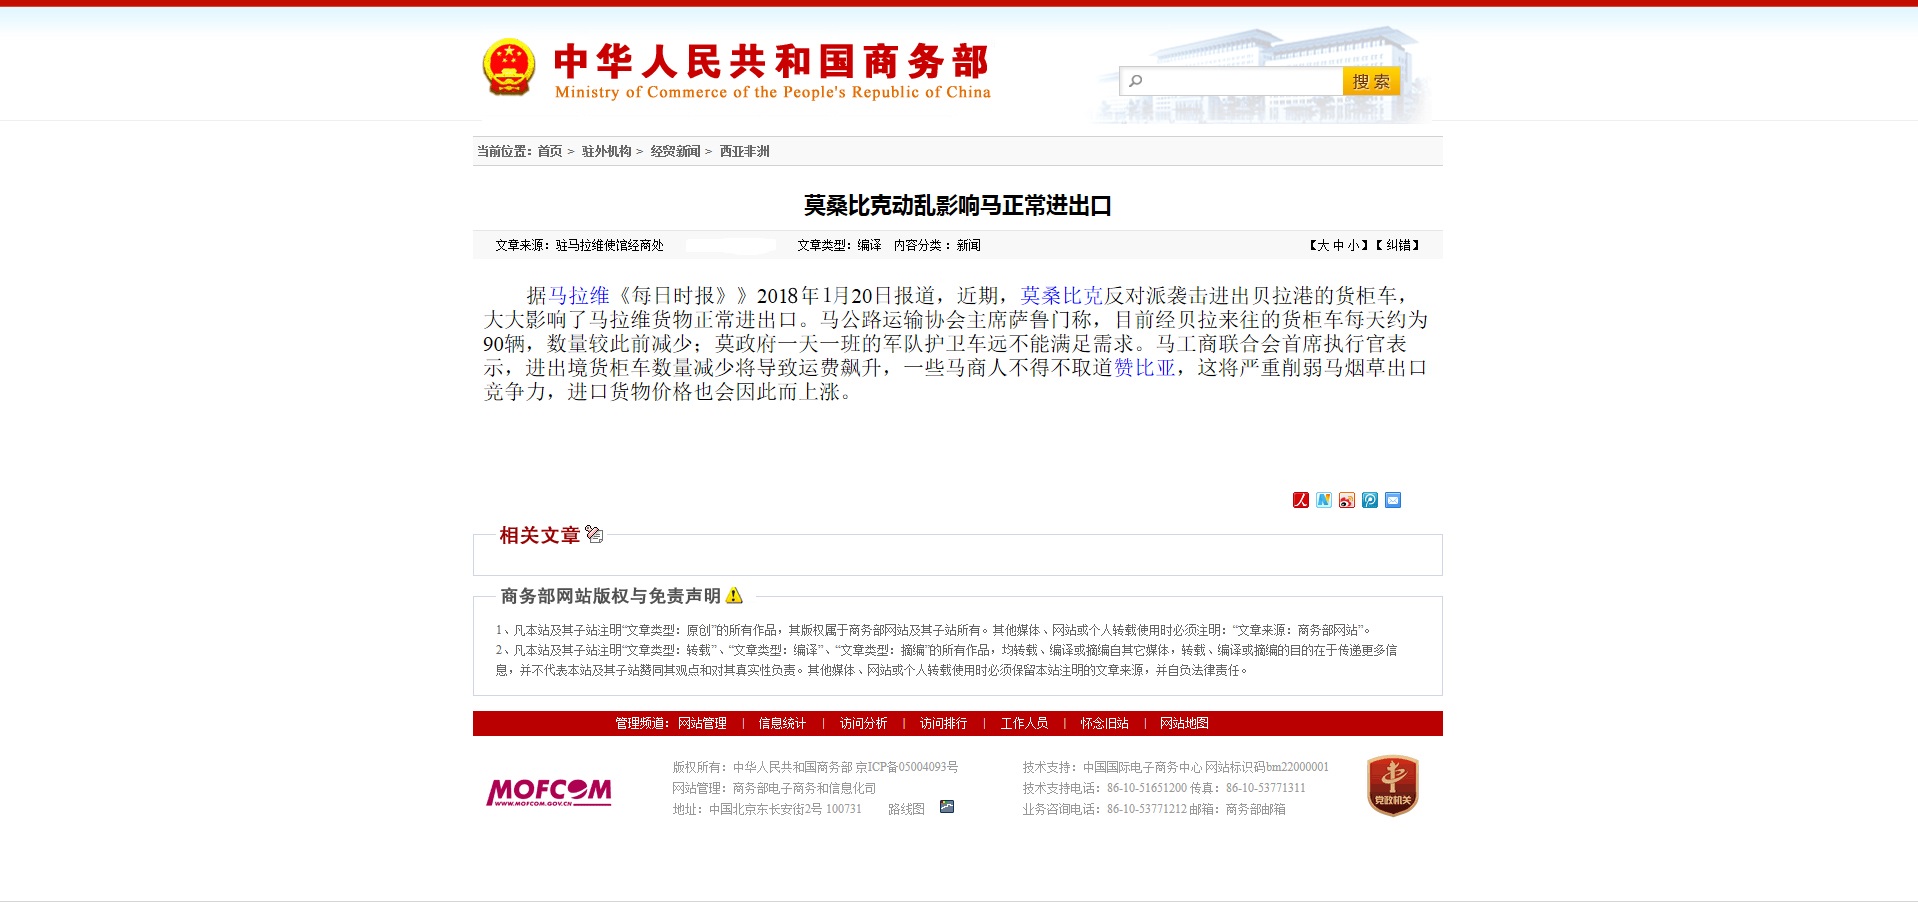 中华人民共和国商务部
Ministry of Commerce of the People's Republic of China
搜索
当前位置：首页 > 驻外机构 > 经贸新闻 > 西亚非洲
莫桑比克动乱影响马正常进出口
文章来源：驻马拉维使馆经商处 文章类型：编译 内容分类：新闻 【大 中 小】【 纠错】
据马拉维《每日时报》》2018年1月20日报道，近期，莫桑比克反对派袭击进出贝拉港的货柜车，
大大影响了马拉维货物正常进出口。马公路运输协会主席萨鲁门称，目前经贝拉来往的货柜车每天约为
90辆，数量较此前减少；莫政府一天一班的军队护卫车远不能满足需求。马工商联合会首席执行官表
示，进出境货柜车数量减少将导致运费飙升，一些马商人不得不取道赞比亚，这将严重削弱马烟草出口
竞争力，进口货物价格也会因此而上涨。
相关文章
商务部网站版权与免责声明
1、凡本站及其子站注明“文章类型：原创”的所有作品，其版权属于商务部网站及其子站所有。其他媒体、网站或个人转载使用时必须注明：“文章来源：商务部网站”。
2、凡本站及其子站注明“文章类型：转载”、“文章类型：编译”、“文章类型：摘编”的所有作品，均转载、编译或摘编自其它媒体，转载、编译或摘编的目的在于传递更多信
息，并不代表本站及其子站赞同其观点和对其真实性负责。其他媒体、网站或个人转载使用时必须保留本站注明的文章来源，并自负法律责任。
管理频道：网站管理 | 信息统计 | 访问分析 | 访问排行 | 工作人员 | 怀念旧站 | 网站地图
MOFCOM
WWW.MOFCOM.GOV.CN
版权所有：中华人民共和国商务部 京ICP备05004093号
网站管理：商务部电子商务和信息化司
地址：中国北京东长安街2号 100731 路线图
技术支持：中国国际电子商务中心 网站标识码bm22000001
技术支持电话：86-10-51651200 传真：86-10-53771311
业务咨询电话：86-10-53771212 邮箱：商务部邮箱
党政机关